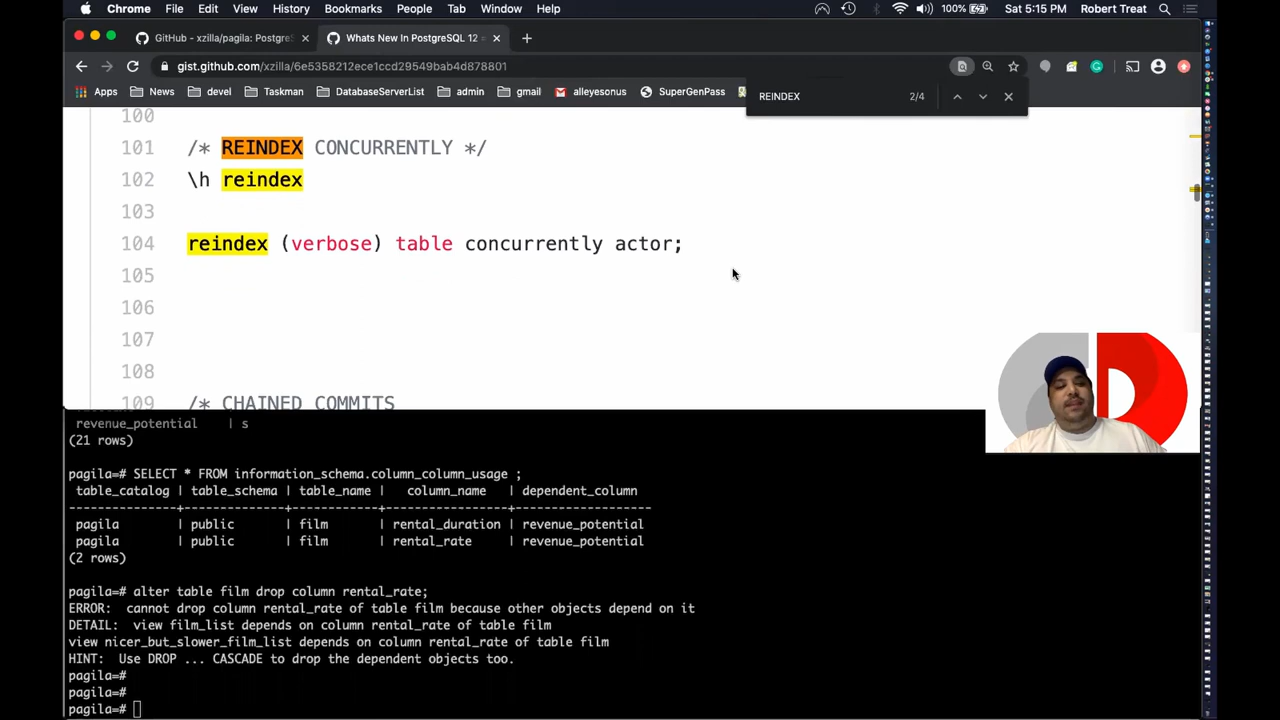 Chrome File Edit View History Bookmarks People Tab Window Help 100% Sat 5:15 PM Robert Treat
GitHub - xzilla/pagila: Postgre × Whats New In PostgreSQL 12 × +
gist.github.com/xzilla/6e5358212ece1ccd29549bab4d878801
Apps News devel Taskman DatabaseServerList admin gmail alleyesonus SuperGenPass
REINDEX 2/4
100
101 /* REINDEX CONCURRENTLY */
102 \h reindex
103
104 reindex (verbose) table concurrently actor;
105
106
107
108
109 /* CHAINED COMMITS
revenue_potential | s
(21 rows)
pagila=# SELECT * FROM information_schema.column_column_usage ;
table_catalog | table_schema | table_name | column_name | dependent_column
---------------+--------------+------------+-----------------+-------------------
pagila | public | film | rental_duration | revenue_potential
pagila | public | film | rental_rate | revenue_potential
(2 rows)
pagila=# alter table film drop column rental_rate;
ERROR: cannot drop column rental_rate of table film because other objects depend on it
DETAIL: view film_list depends on column rental_rate of table film
view nicer_but_slower_film_list depends on column rental_rate of table film
HINT: Use DROP ... CASCADE to drop the dependent objects too.
pagila=#
pagila=#
pagila=#